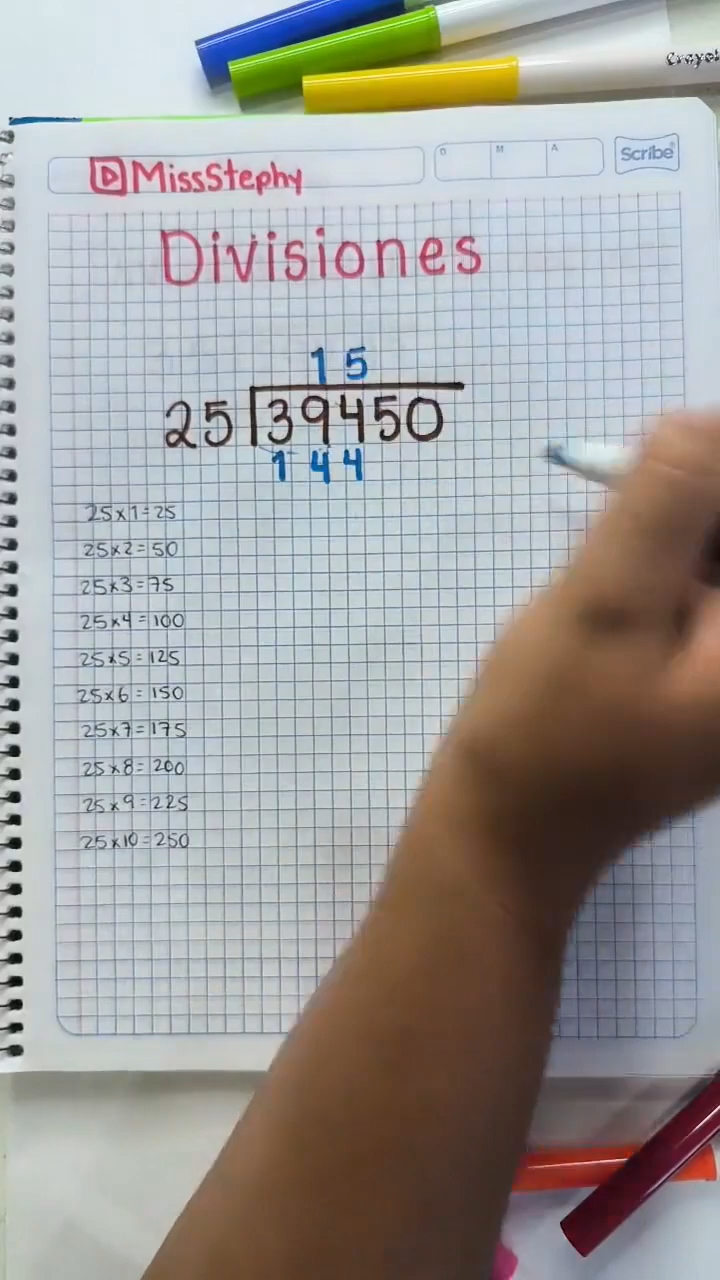 Crayol
D M A Scribe
MissStephy
Divisiones
15
25 39450
144
25x1=25
25x2=50
25x3=75
25x4=100
25x5=125
25x6=150
25x7=175
25x8=200
25x9=225
25x10=250